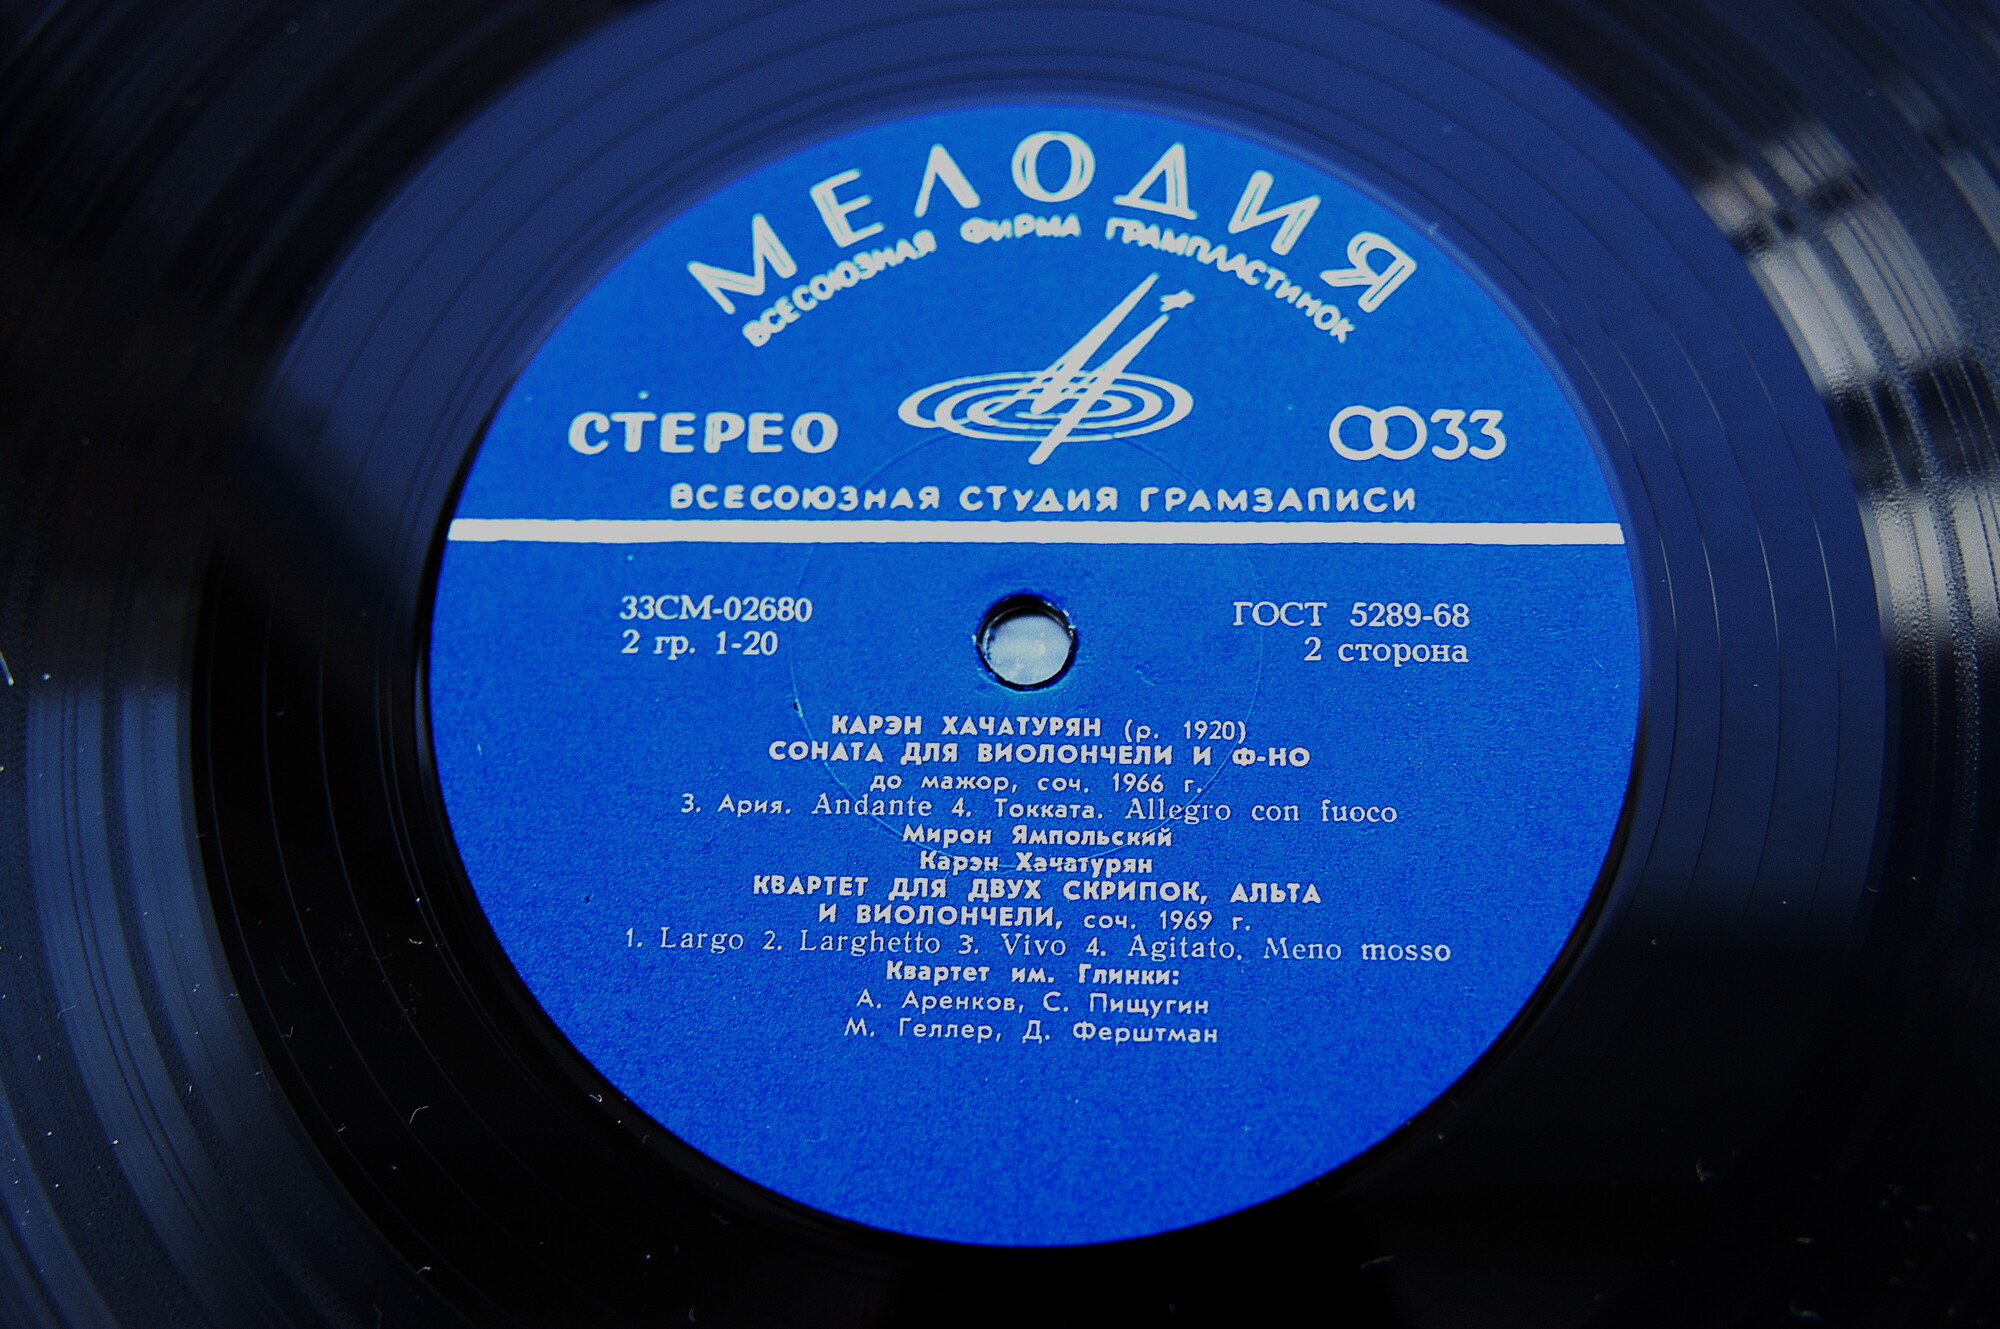 МЕЛОДИЯ
ВСЕСОЮЗНАЯ ФИРМА ГРАМПЛАСТИНОК
СТЕРЕО
33
ВСЕСОЮЗНАЯ СТУДИЯ ГРАМЗАПИСИ
33СМ-02680
ГОСТ 5289-68
2 гр. 1-20
2 сторона
КАРЭН ХАЧАТУРЯН (р. 1920)
СОНАТА ДЛЯ ВИОЛОНЧЕЛИ И Ф-НО
до мажор, соч. 1966 г.
3. Ария. Andante 4. Токката. Allegro con fuoco
Мирон Ямпольский
Карэн Хачатурян
КВАРТЕТ ДЛЯ ДВУХ СКРИПОК, АЛЬТА
И ВИОЛОНЧЕЛИ, соч. 1969 г.
1. Largo 2. Larghetto 3. Vivo 4. Agitato. Meno mosso
Квартет им. Глинки:
А. Аренков, С. Пищугин
М. Геллер, Д. Ферштман